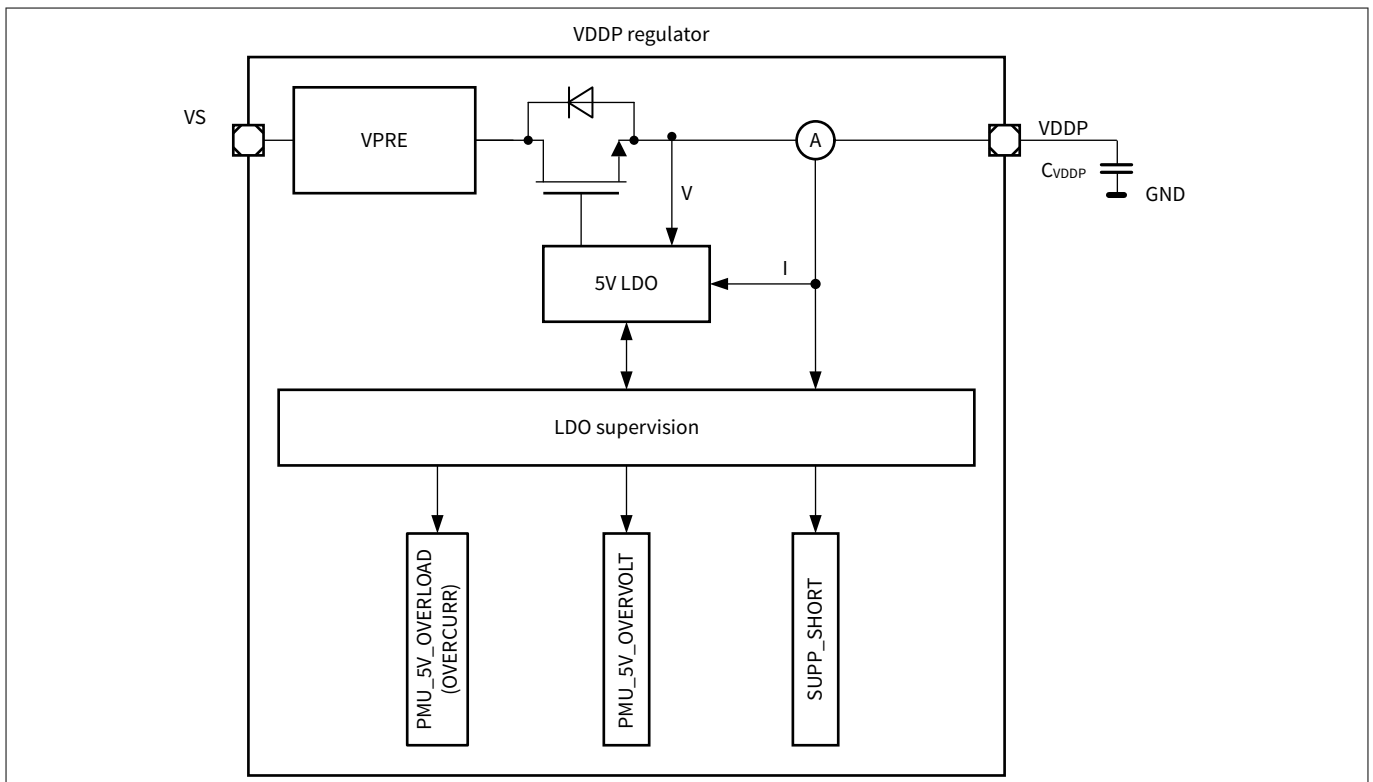 VDDP regulator
VS
VPRE
A
VDDP
CVDDP
GND
V
I
5V LDO
LDO supervision
PMU_5V_OVERLOAD
(OVERCURR)
PMU_5V_OVERVOLT
SUPP_SHORT